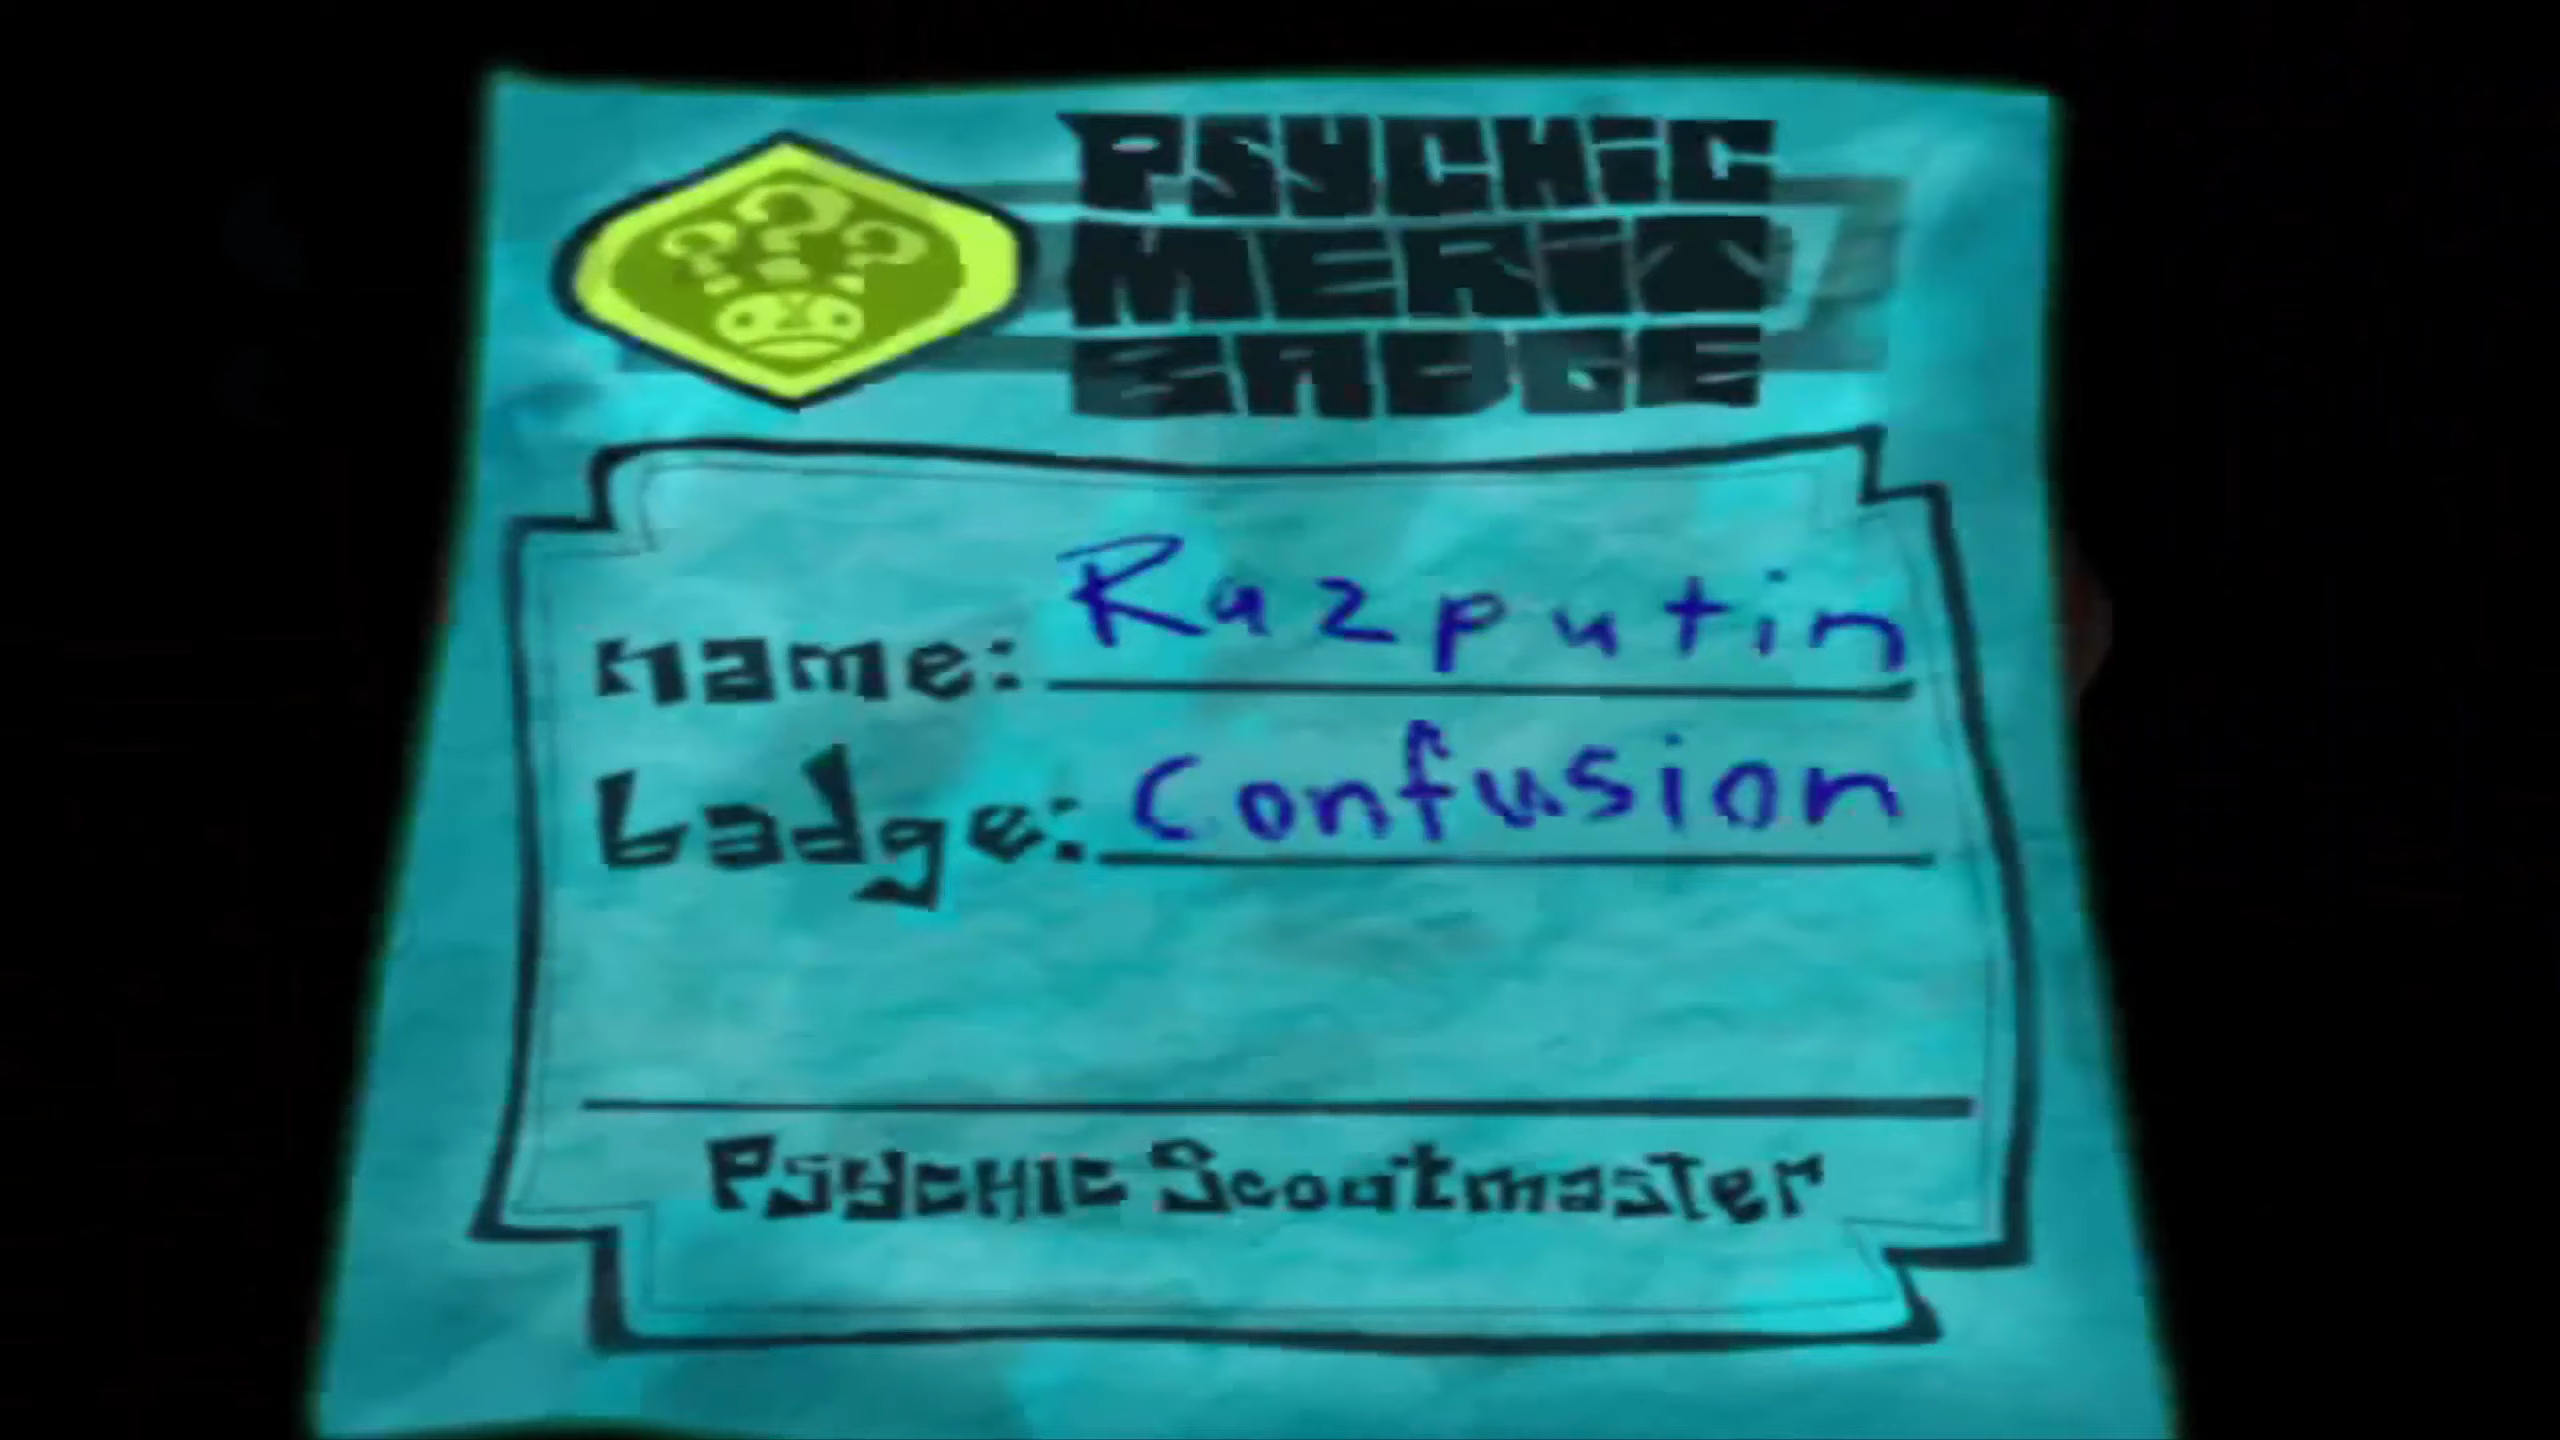 PSYCHiC
MERiT
BADGE
name: Razputin
badge: Confusion
PSYCHIC Scoutmaster